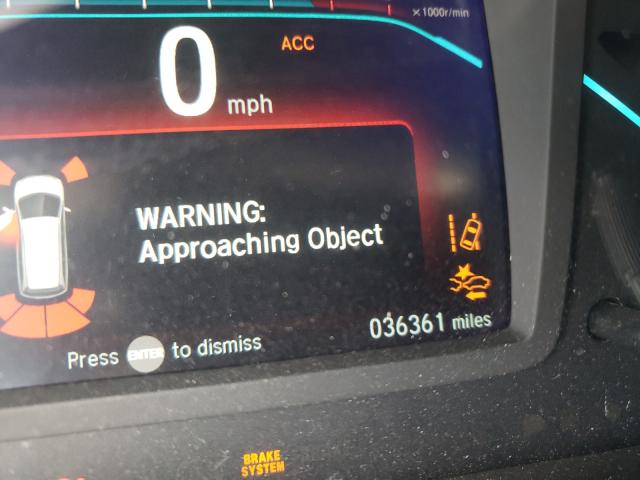 ×1000r/min
ACC
0 mph
WARNING:
Approaching Object
036361 miles
Press ENTER to dismiss
BRAKE
SYSTEM